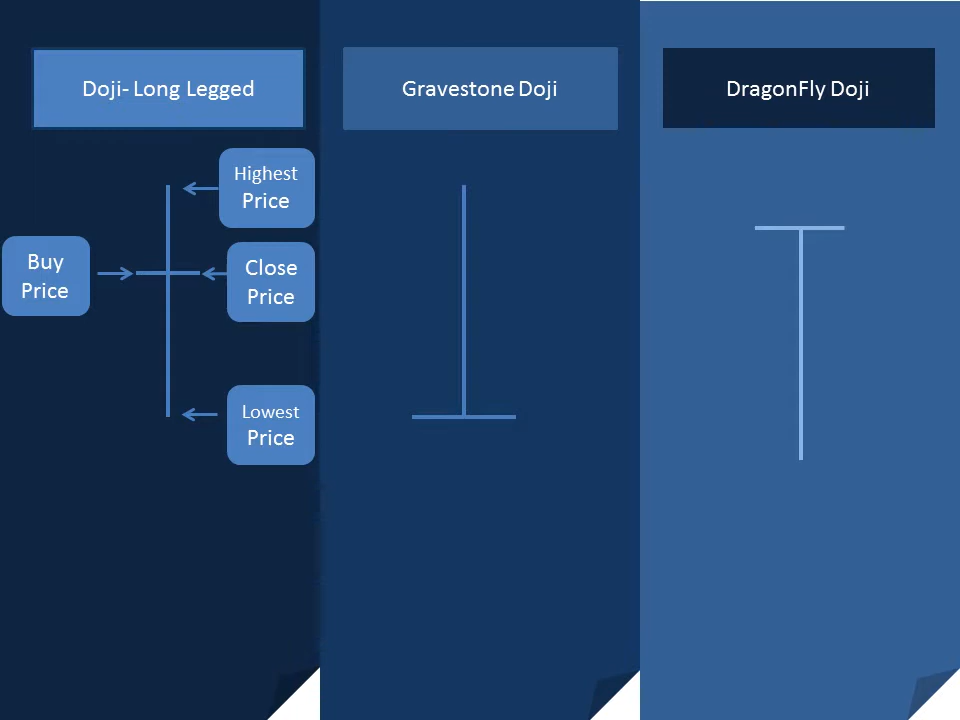 Doji- Long Legged
Gravestone Doji
DragonFly Doji
Highest
Price
Buy
Price
Close
Price
Lowest
Price